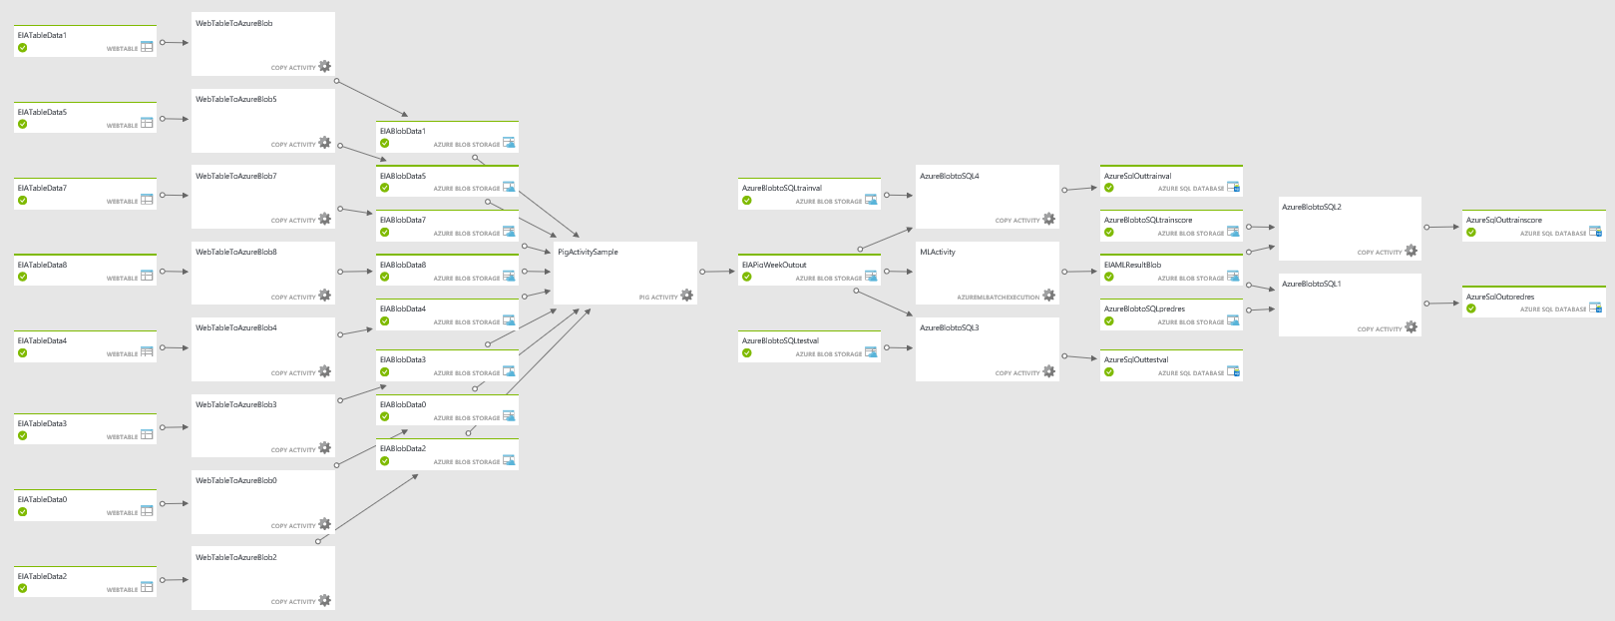 EIATableData1
WEBTABLE
WebTableToAzureBlob
COPY ACTIVITY
EIATableData5
WEBTABLE
WebTableToAzureBlob5
COPY ACTIVITY
EIATableData7
WEBTABLE
WebTableToAzureBlob7
COPY ACTIVITY
EIATableData8
WEBTABLE
WebTableToAzureBlob8
COPY ACTIVITY
EIATableData4
WEBTABLE
WebTableToAzureBlob4
COPY ACTIVITY
EIATableData3
WEBTABLE
WebTableToAzureBlob3
COPY ACTIVITY
EIATableData0
WEBTABLE
WebTableToAzureBlob0
COPY ACTIVITY
EIATableData2
WEBTABLE
WebTableToAzureBlob2
COPY ACTIVITY
EIABlobData1
AZURE BLOB STORAGE
EIABlobData5
AZURE BLOB STORAGE
EIABlobData7
AZURE BLOB STORAGE
EIABlobData8
AZURE BLOB STORAGE
EIABlobData4
AZURE BLOB STORAGE
EIABlobData3
AZURE BLOB STORAGE
EIABlobData0
AZURE BLOB STORAGE
EIABlobData2
AZURE BLOB STORAGE
PigActivitySample
PIG ACTIVITY
AzureBlobtoSQLtrainval
AZURE BLOB STORAGE
EIAPigWeekOutput
AZURE BLOB STORAGE
AzureBlobtoSQLtestval
AZURE BLOB STORAGE
AzureBlobtoSQL4
COPY ACTIVITY
MLActivity
AZUREMLBATCHEXECUTION
AzureBlobtoSQL3
COPY ACTIVITY
AzureSqlOuttrainval
AZURE SQL DATABASE
AzureBlobtoSQLtrainscore
AZURE BLOB STORAGE
EIAMLResultBlob
AZURE BLOB STORAGE
AzureBlobtoSQLpredres
AZURE BLOB STORAGE
AzureSqlOuttestval
AZURE SQL DATABASE
AzureBlobtoSQL2
COPY ACTIVITY
AzureBlobtoSQL1
COPY ACTIVITY
AzureSqlOuttrainscore
AZURE SQL DATABASE
AzureSqlOutpredres
AZURE SQL DATABASE